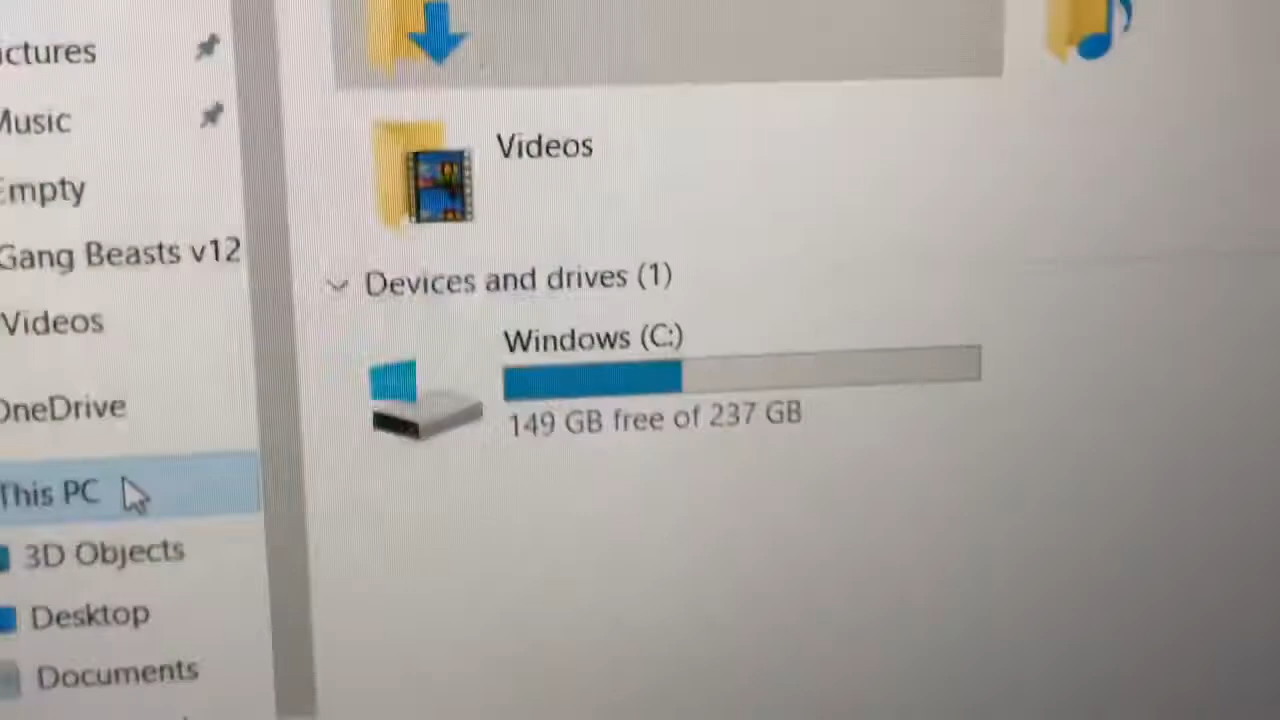 ictures
Music
Empty
Gang Beasts v12
Videos
OneDrive
This PC
3D Objects
Desktop
Documents
Videos
Devices and drives (1)
Windows (C:)
149 GB free of 237 GB